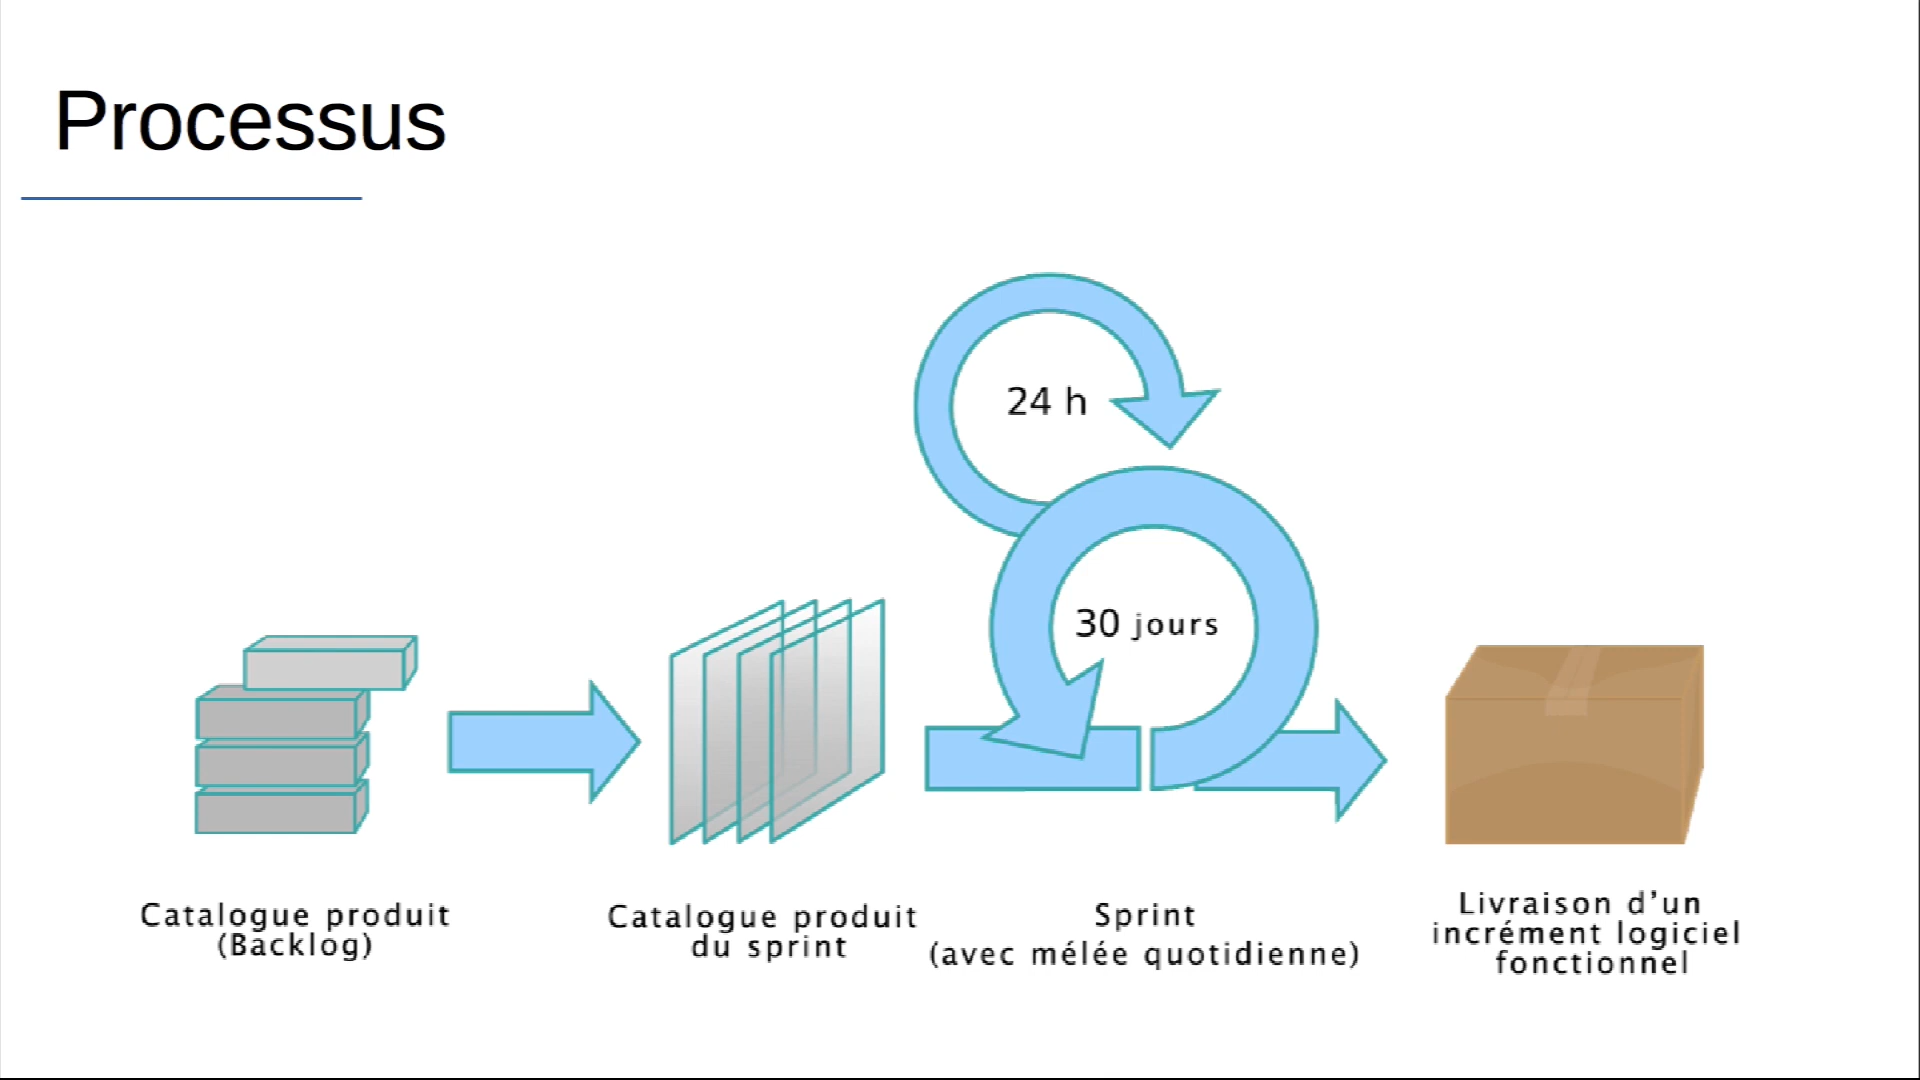 Processus
24 h
30 jours
Catalogue produit
(Backlog)
Catalogue produit
du sprint
Sprint
(avec mélée quotidienne)
Livraison d’un
incrément logiciel
fonctionnel